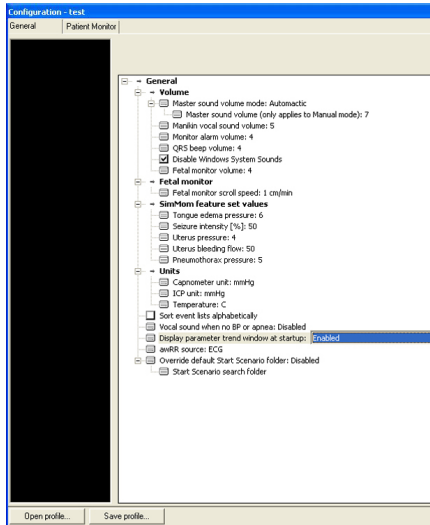 Configuration - test
General
Patient Monitor
General
Volume
Master sound volume mode: Automactic
Master sound volume (only applies to Manual mode): 7
Manikin vocal sound volume: 5
Monitor alarm volume: 4
QRS beep volume: 4
Disable Windows System Sounds
Fetal monitor volume: 4
Fetal monitor
Fetal monitor scroll speed: 1 cm/min
SimMom feature set values
Tongue edema pressure: 6
Seizure intensity [%]: 50
Uterus pressure: 4
Uterus bleeding flow: 50
Pneumothorax pressure: 5
Units
Capnometer unit: mmHg
ICP unit: mmHg
Temperature: C
Sort event lists alphabetically
Vocal sound when no BP or apnea: Disabled
Display parameter trend window at startup: Enabled
awRR source: ECG
Override default Start Scenario folder: Disabled
Start Scenario search folder
Open profile... Save profile...